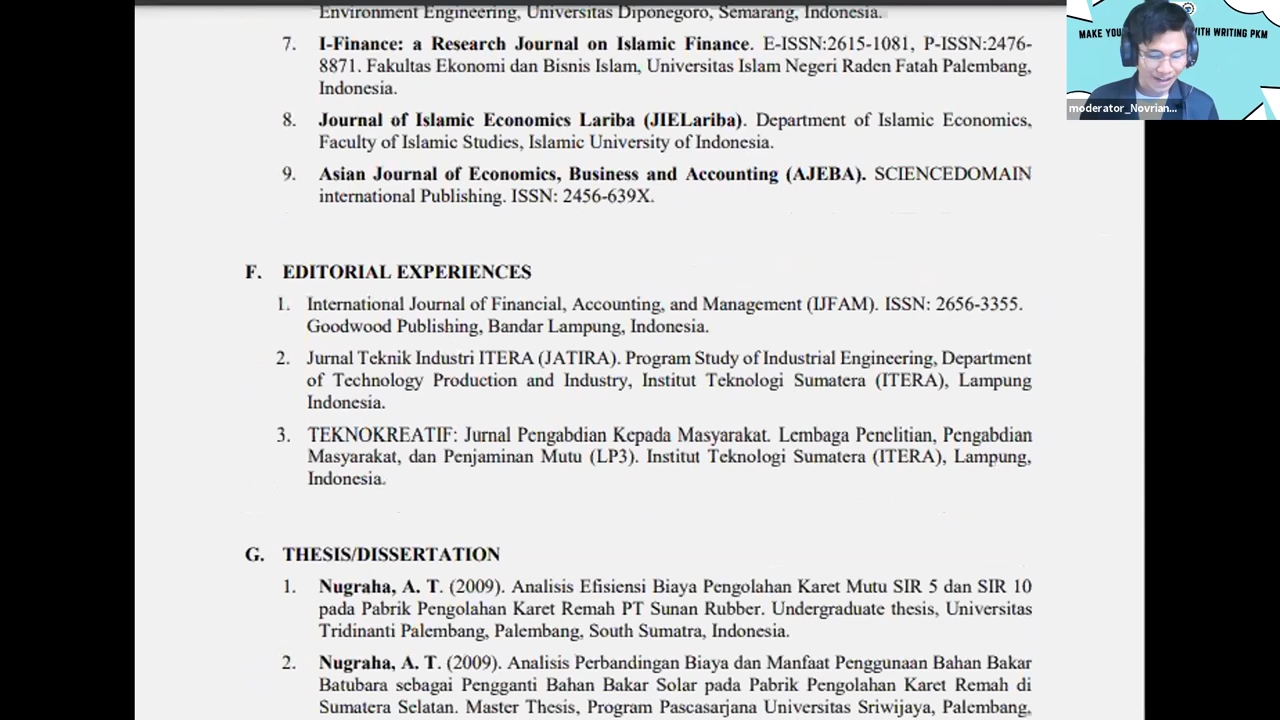 Environment Engineering, Universitas Diponegoro, Semarang, Indonesia.
7. I-Finance: a Research Journal on Islamic Finance. E-ISSN:2615-1081, P-ISSN:2476-
8871. Fakultas Ekonomi dan Bisnis Islam, Universitas Islam Negeri Raden Fatah Palembang,
Indonesia.
8. Journal of Islamic Economics Lariba (JIELariba). Department of Islamic Economics,
Faculty of Islamic Studies, Islamic University of Indonesia.
9. Asian Journal of Economics, Business and Accounting (AJEBA). SCIENCEDOMAIN
international Publishing. ISSN: 2456-639X.
F. EDITORIAL EXPERIENCES
1. International Journal of Financial, Accounting, and Management (IJFAM). ISSN: 2656-3355.
Goodwood Publishing, Bandar Lampung, Indonesia.
2. Jurnal Teknik Industri ITERA (JATIRA). Program Study of Industrial Engineering, Department
of Technology Production and Industry, Institut Teknologi Sumatera (ITERA), Lampung
Indonesia.
3. TEKNOKREATIF: Jurnal Pengabdian Kepada Masyarakat. Lembaga Penelitian, Pengabdian
Masyarakat, dan Penjaminan Mutu (LP3). Institut Teknologi Sumatera (ITERA), Lampung,
Indonesia.
G. THESIS/DISSERTATION
1. Nugraha, A. T. (2009). Analisis Efisiensi Biaya Pengolahan Karet Mutu SIR 5 dan SIR 10
pada Pabrik Pengolahan Karet Remah PT Sunan Rubber. Undergraduate thesis, Universitas
Tridinanti Palembang, Palembang, South Sumatra, Indonesia.
2. Nugraha, A. T. (2009). Analisis Perbandingan Biaya dan Manfaat Penggunaan Bahan Bakar
Batubara sebagai Pengganti Bahan Bakar Solar pada Pabrik Pengolahan Karet Remah di
Sumatera Selatan. Master Thesis, Program Pascasarjana Universitas Sriwijaya, Palembang,
MAKE YOU WITH WRITING PKM
moderator_Novrian...